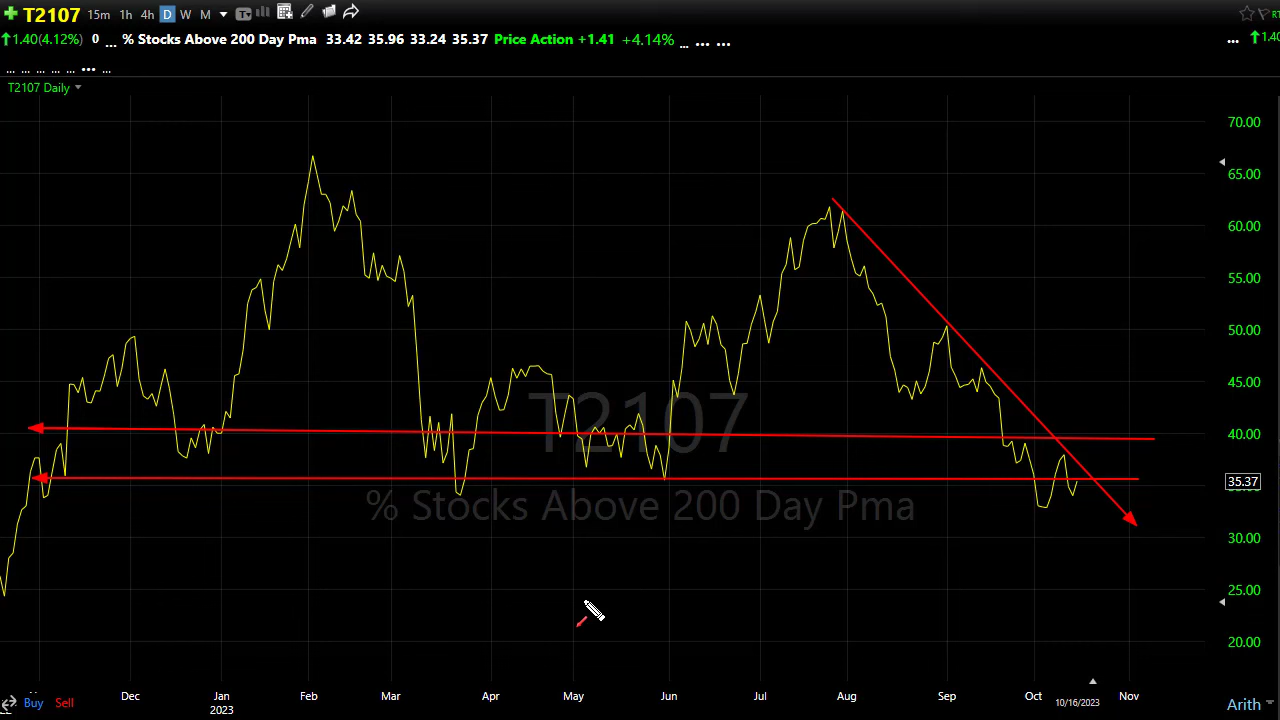 T2107 15m 1h 4h D W M T
1.40(4.12%) 0 ... % Stocks Above 200 Day Pma 33.42 35.96 33.24 35.37 Price Action +1.41 +4.14% ... ... ... ... 1.40
... ... ... ... ... ... ...
T2107 Daily
70.00
65.00
60.00
55.00
50.00
45.00
40.00
35.37
30.00
25.00
20.00
T2107
% Stocks Above 200 Day Pma
Dec Jan Feb Mar Apr May Jun Jul Aug Sep Oct Nov
Buy Sell 2023 10/16/2023 Arith